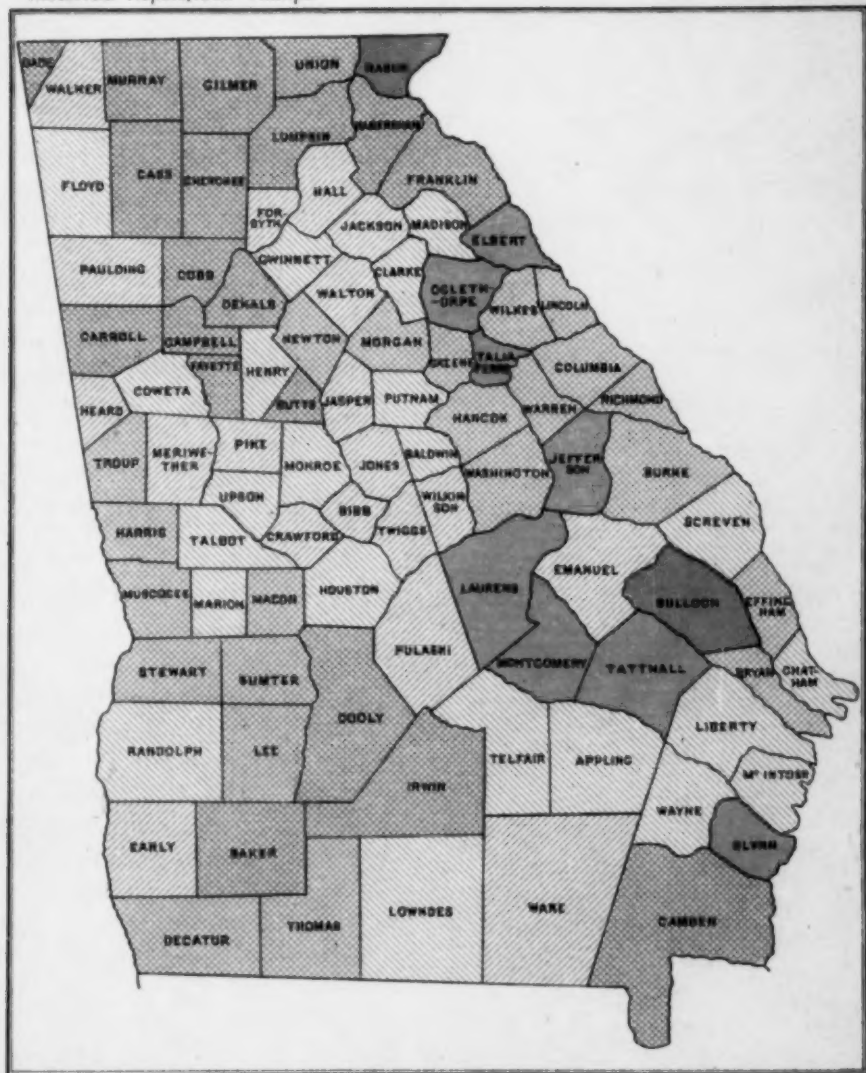 DADE
WALKER
MURRAY
GILMER
UNION
RABUN
LUMPKIN
HABERSHAM
FRANKLIN
FLOYD
CASS
CHEROKEE
HALL
FOR-
SYTH
JACKSON
MADISON
ELBERT
PAULDING
COBB
GWINNETT
CLARKE
OGLETH-
-ORPE
WILKES
LINCOLN
DEKALB
WALTON
CARROLL
CAMPBELL
NEWTON
MORGAN
GREENE
TALIA
FERRO
COLUMBIA
FAYETTE
HENRY
COWETA
BUTTS
JASPER
PUTNAM
HANCOK
WARREN
RICHMOND
HEARD
TROUP
MERIWE-
THER
PIKE
MONROE
JONES
BALDWIN
WASHINGTON
JEFFER
SON
BURKE
UPSON
BIBB
WILKIN
SON
TWIGGS
SCREVEN
HARRIS
TALBOT
CRAWFORD
EMANUEL
LAURENS
MUSCOGEE
MARION
MACON
HOUSTON
BULLOCH
EFFING
HAM
PULASKI
MONTGOMERY
TATTNALL
BRYAN
CHAT-
HAM
STEWART
SUMTER
DOOLY
LIBERTY
RANDOLPH
LEE
TELFAIR
APPLING
McINTOSH
IRWIN
WAYNE
GLYNN
EARLY
BAKER
CAMDEN
DECATUR
THOMAS
LOWNDES
WARE